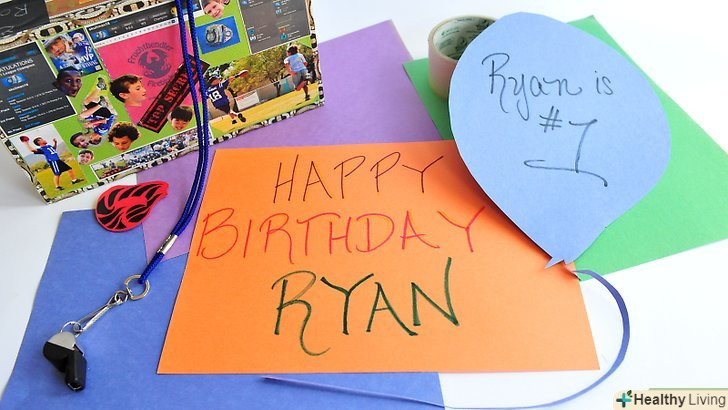 HAPPY
BIRTHDAY
RYAN
Ryan is
#1
Healthy Living